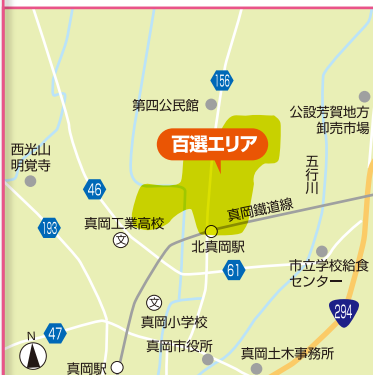 156
第四公民館
公設芳賀地方
卸売市場
百選エリア
西光山
明覚寺
五行川
46
真岡鐵道線
真岡工業高校
文
193
北真岡駅
61
市立学校給食
センター
文
294
真岡小学校
N
47
真岡市役所
真岡土木事務所
真岡駅